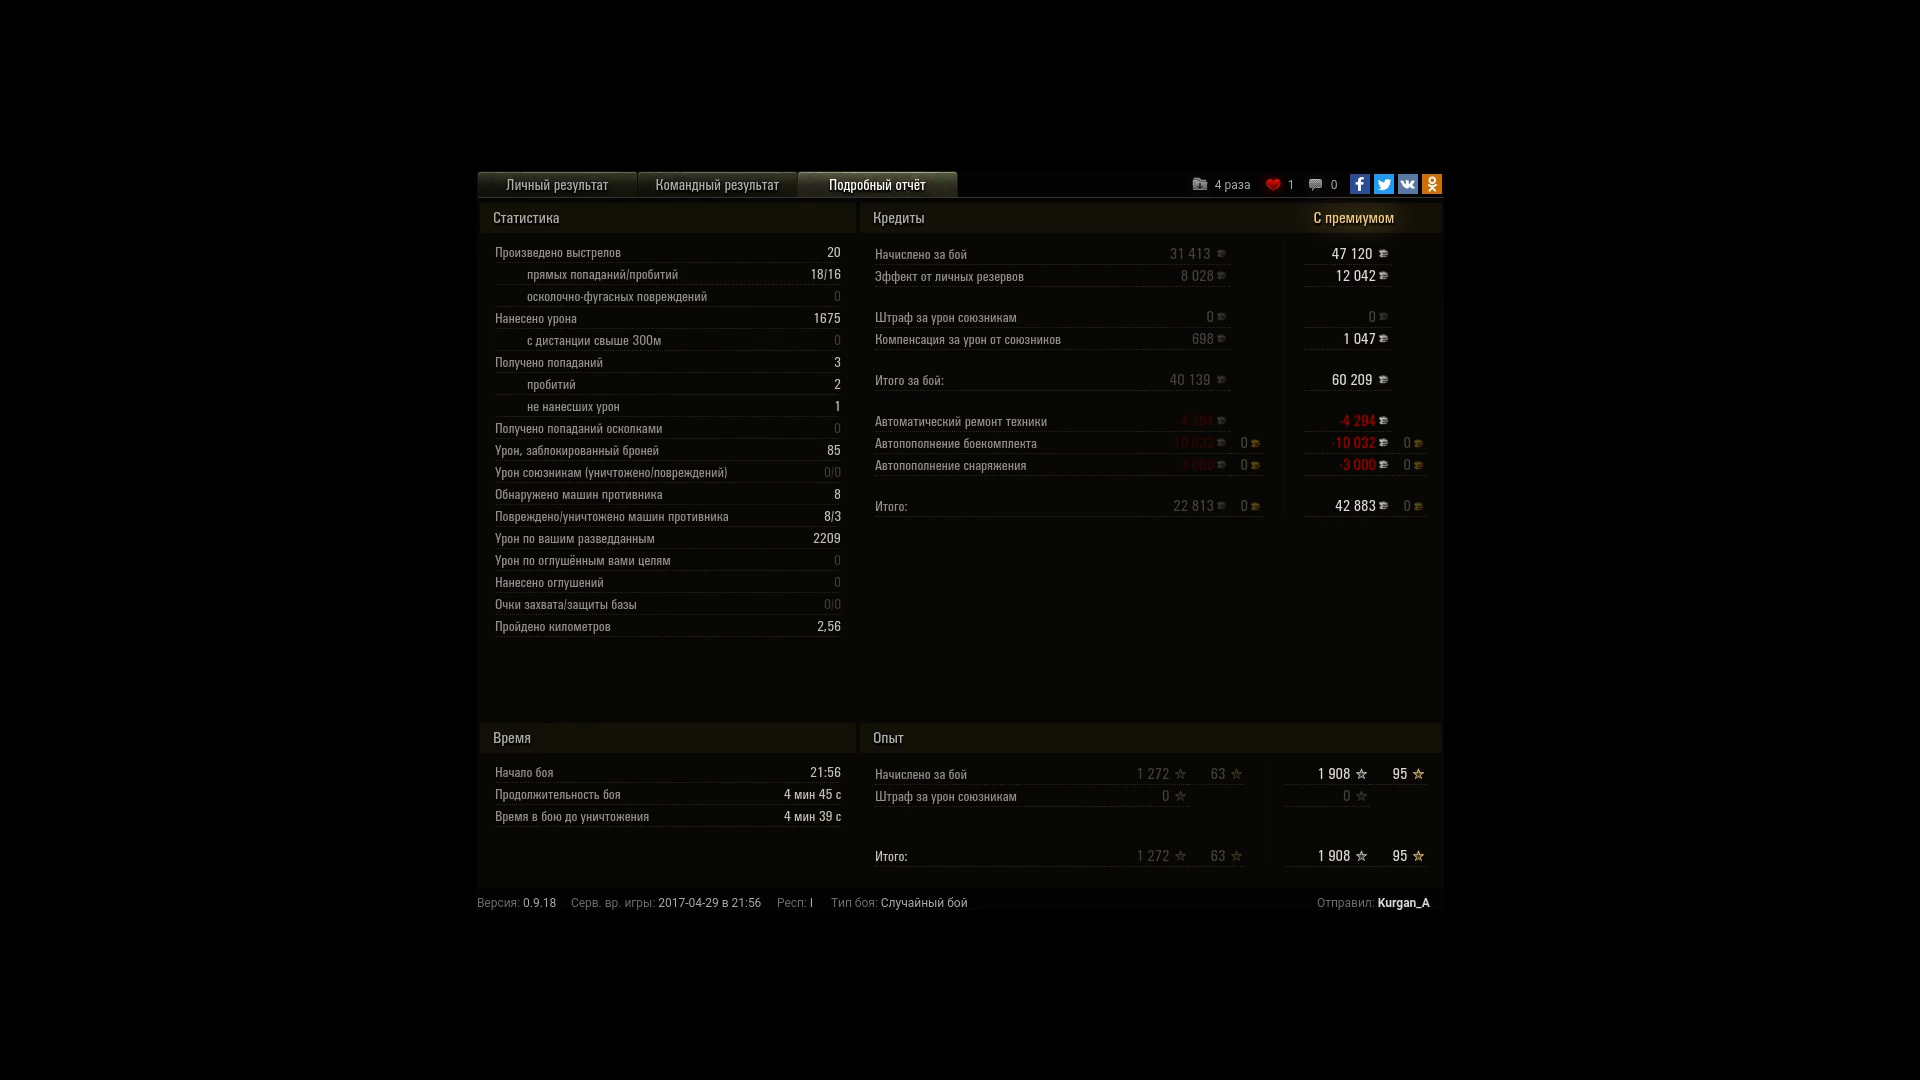 Личный результат Командный результат Подробный отчёт 4 раза 1 0
Статистика
Произведено выстрелов 20
прямых попаданий/пробитий 18/16
осколочно-фугасных повреждений 0
Нанесено урона 1675
с дистанции свыше 300м 0
Получено попаданий 3
пробитий 2
не нанесших урон 1
Получено попаданий осколками 0
Урон, заблокированный броней 85
Урон союзникам (уничтожено/повреждений) 0/0
Обнаружено машин противника 8
Повреждено/уничтожено машин противника 8/3
Урон по вашим разведданным 2209
Урон по оглушённым вами целям 0
Нанесено оглушений 0
Очки захвата/защиты базы 0/0
Пройдено километров 2,56
Кредиты С премиумом
Начислено за бой 31 413 47 120
Эффект от личных резервов 8 028 12 042
Штраф за урон союзникам 0 0
Компенсация за урон от союзников 698 1 047
Итого за бой: 40 139 60 209
Автоматический ремонт техники -4 294 -4 294
Автопополнение боекомплекта -10 032 0 -10 032 0
Автопополнение снаряжения -3 000 0 -3 000 0
Итого: 22 813 0 42 883 0
Время
Начало боя 21:56
Продолжительность боя 4 мин 45 с
Время в бою до уничтожения 4 мин 39 с
Опыт
Начислено за бой 1 272 63 1 908 95
Штраф за урон союзникам 0 0
Итого: 1 272 63 1 908 95
Версия: 0.9.18 Серв. вр. игры: 2017-04-29 в 21:56 Респ: I Тип боя: Случайный бой Отправил: Kurgan_A